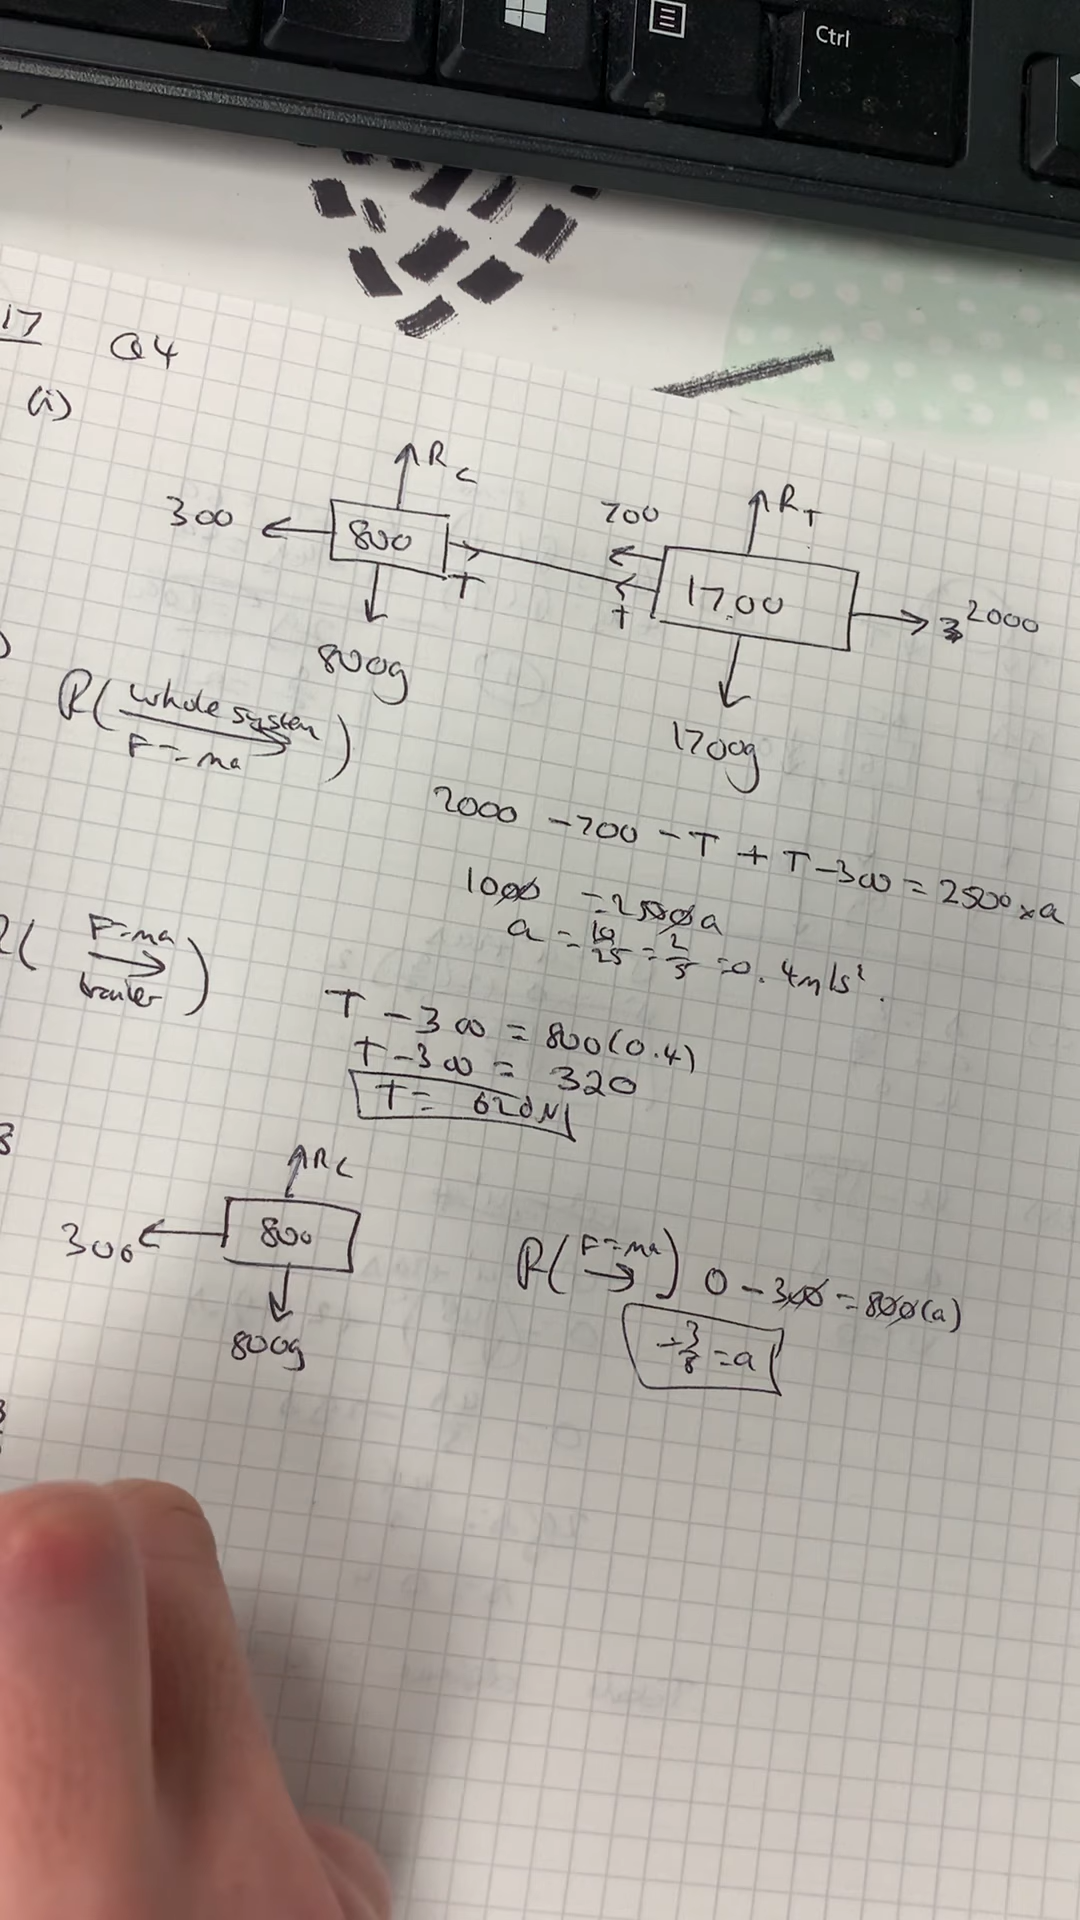 Ctrl
17 Q4
(i)
R_C
300 800 T
800g
700 R_T
T 1700 2000
1700g
R( whole system
F=ma )
2000 -700 -T + T-300 = 2500×a
1000 = 2500a
a = 10/25 = 2/5 = 0.4m/s².
R( F=ma
trailer )
T - 300 = 800(0.4)
T-300 = 320
T = 620N
R_C
300 800
800g
R( F=ma → ) 0 - 300 = 800(a)
-3/8 = a